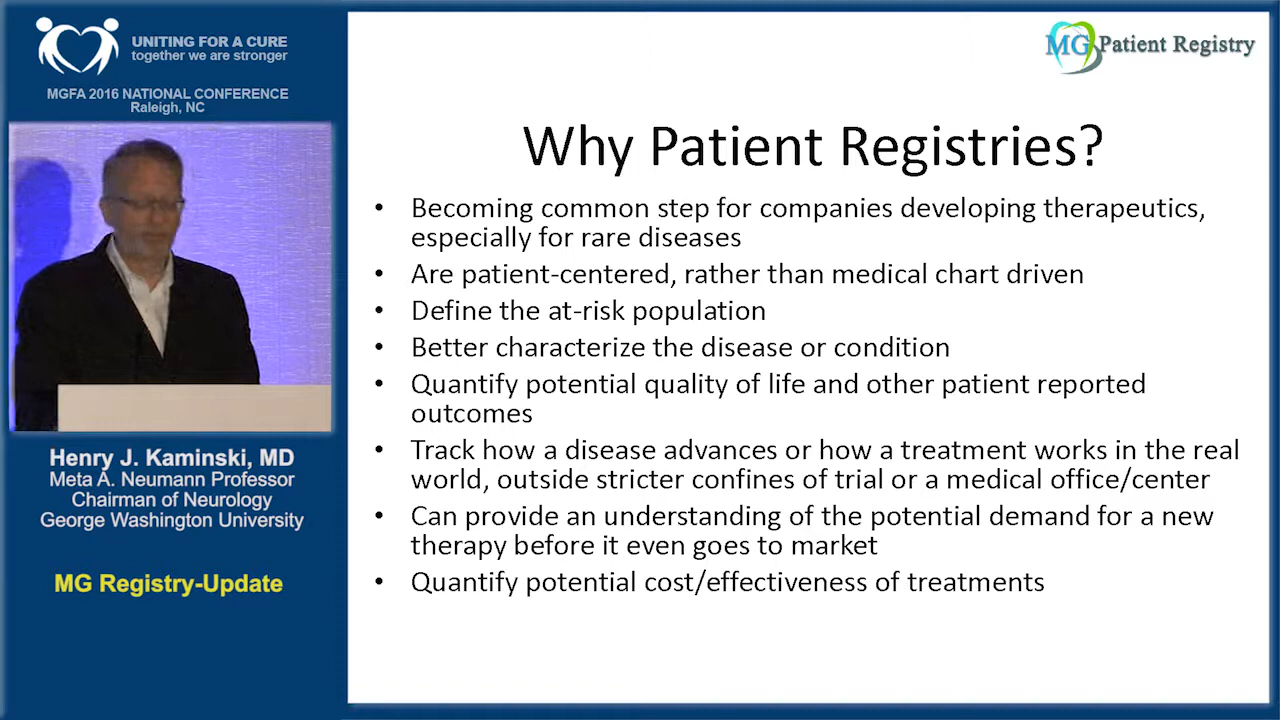 UNITING FOR A CURE
together we are stronger
MGFA 2016 NATIONAL CONFERENCE
Raleigh, NC
Henry J. Kaminski, MD
Meta A. Neumann Professor
Chairman of Neurology
George Washington University
MG Registry-Update
MG Patient Registry
Why Patient Registries?
• Becoming common step for companies developing therapeutics,
especially for rare diseases
• Are patient-centered, rather than medical chart driven
• Define the at-risk population
• Better characterize the disease or condition
• Quantify potential quality of life and other patient reported
outcomes
• Track how a disease advances or how a treatment works in the real
world, outside stricter confines of trial or a medical office/center
• Can provide an understanding of the potential demand for a new
therapy before it even goes to market
• Quantify potential cost/effectiveness of treatments